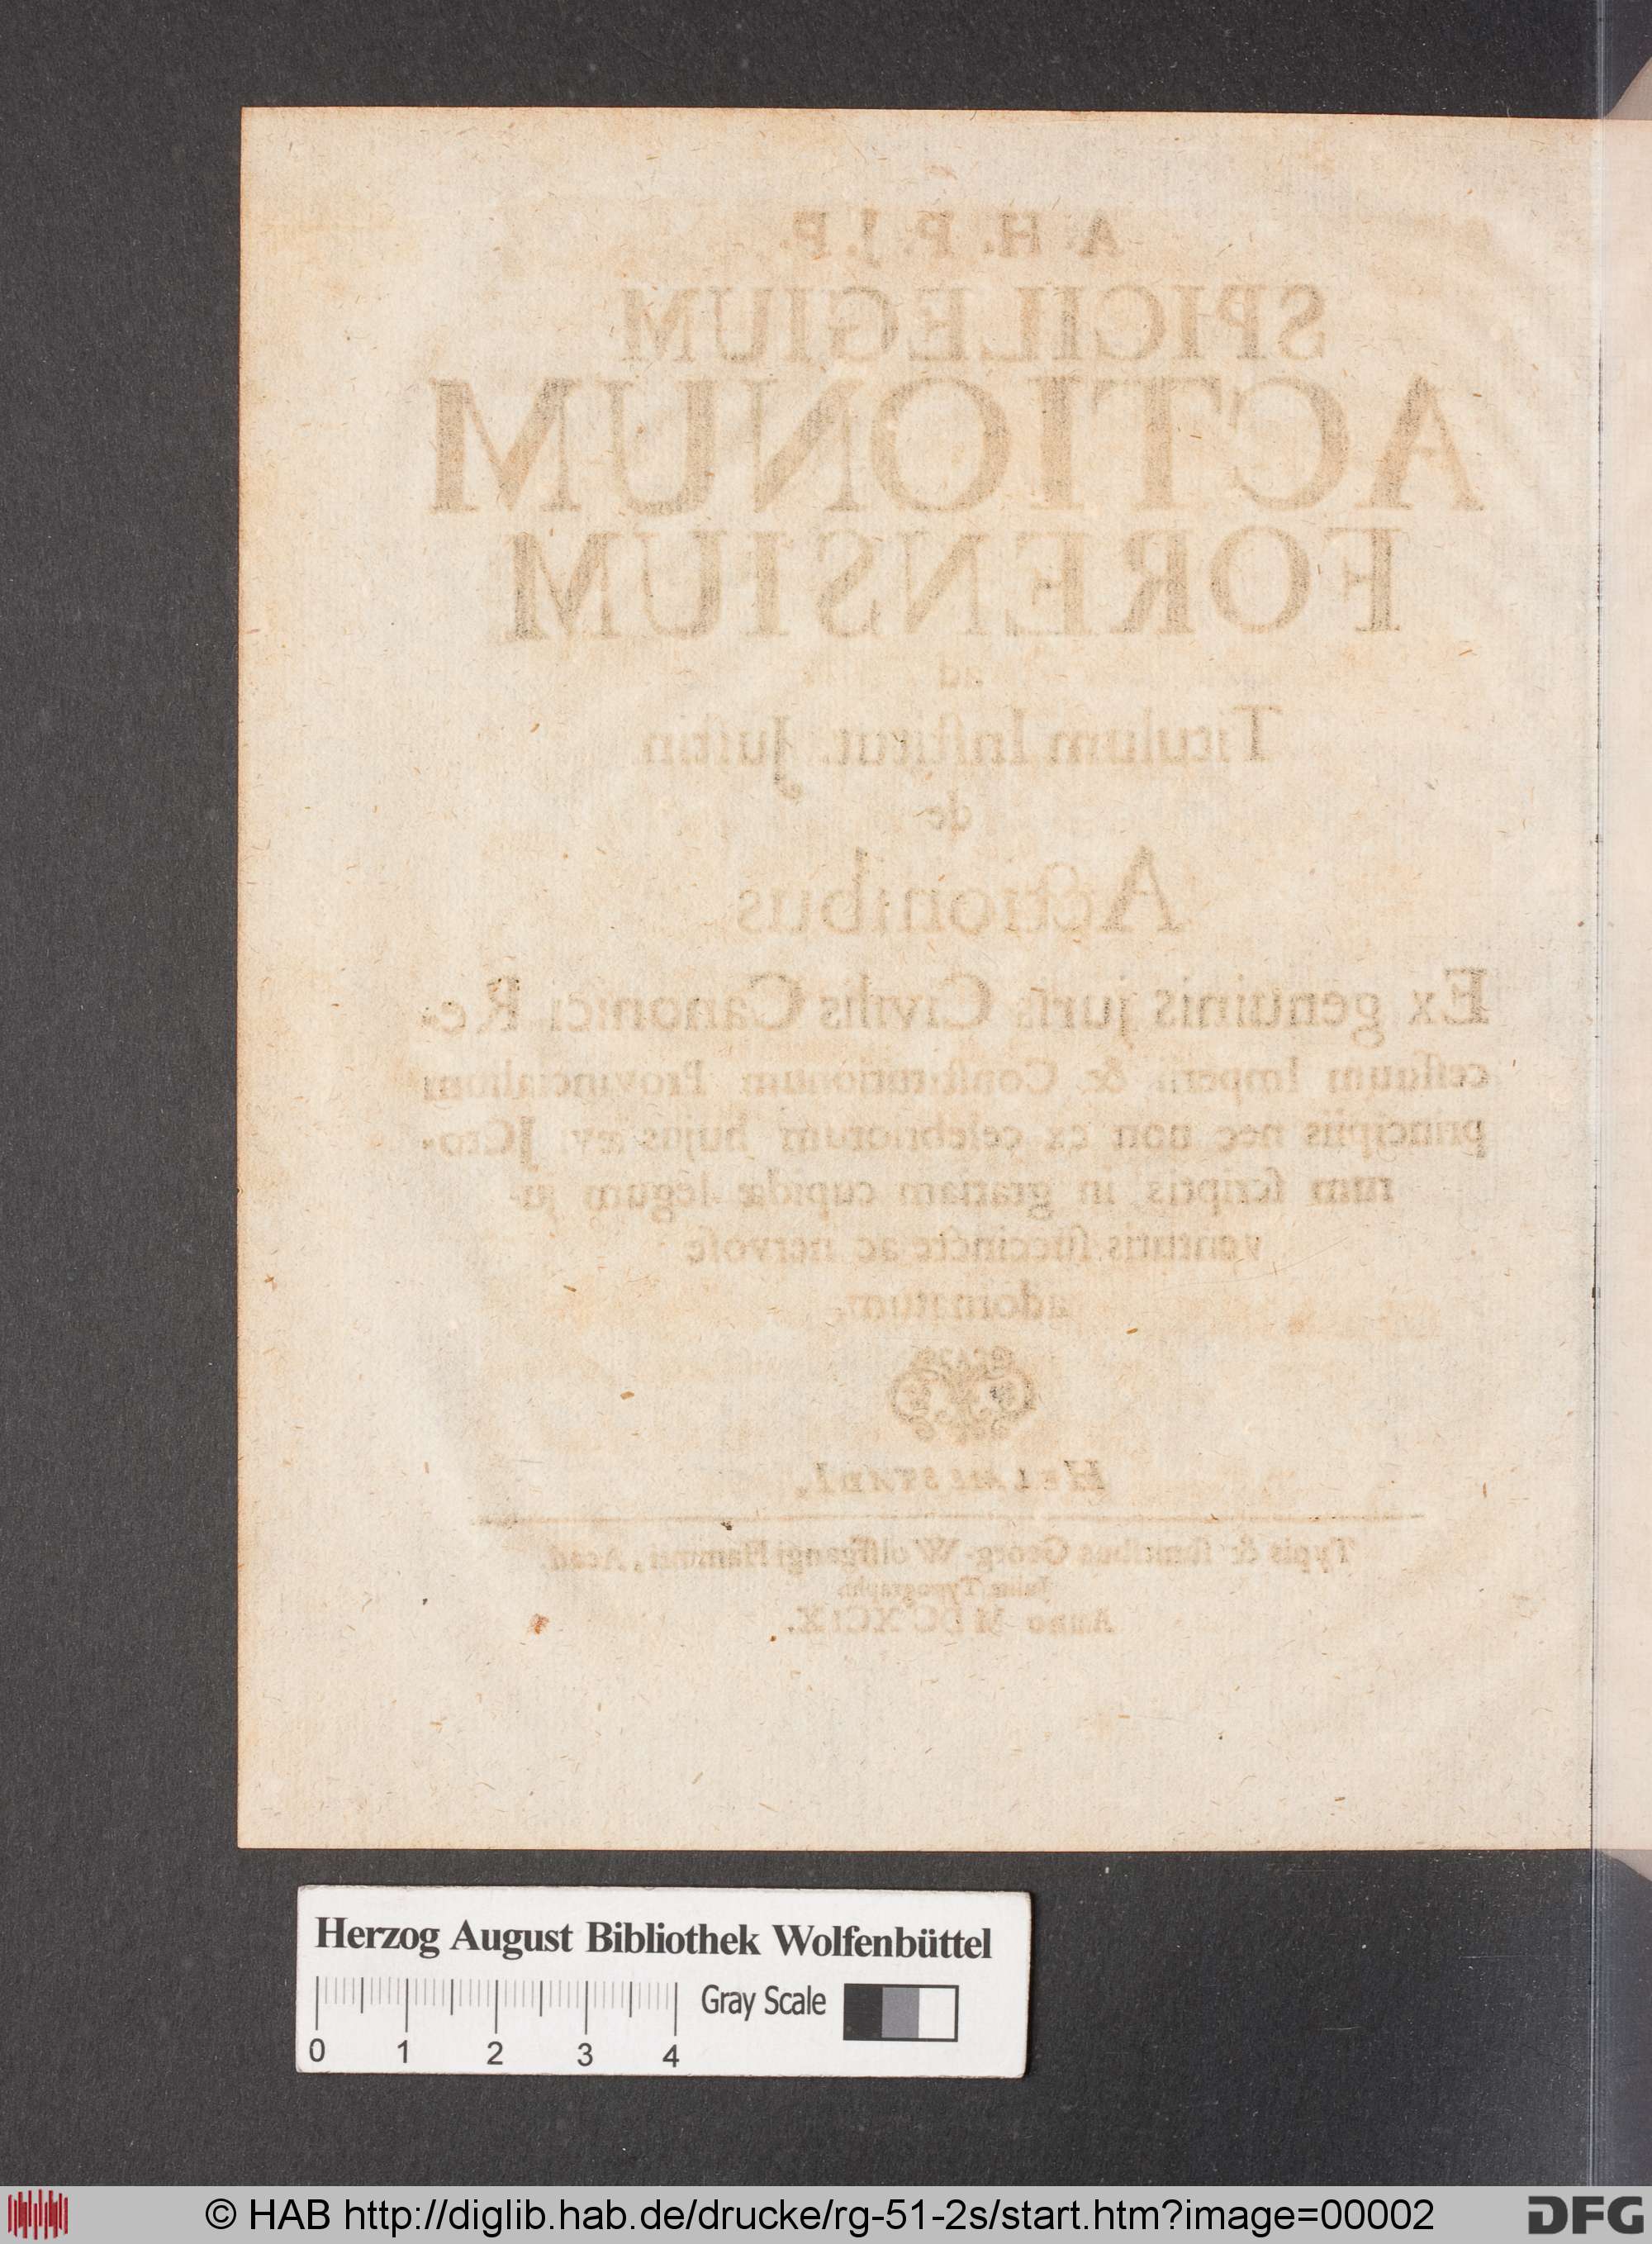 A. H. P. J. P.
SPICILEGIUM
ACTIONUM
FORENSIUM
ad
Titulum Inſtitut. Juſtin
de
Actionibus
Ex genuinis juris Civilis Canonici Re-
ceſſuum Imperii & Conſtitutionum Provincialium
principiis nec non ex celebriorum hujus ævi JCto-
rum ſcriptis in gratiam cupidæ legum ju-
ventutis ſuccincte ac nervoſe
adornatum.
HELMSTADI,
Typis & ſumtibus Georg-Wolffgangi Hammii, Acad.
Juliæ Typograph.
Anno MDCXCIX.
Herzog August Bibliothek Wolfenbüttel
Gray Scale
0 1 2 3 4
© HAB http://diglib.hab.de/drucke/rg-51-2s/start.htm?image=00002
DFG